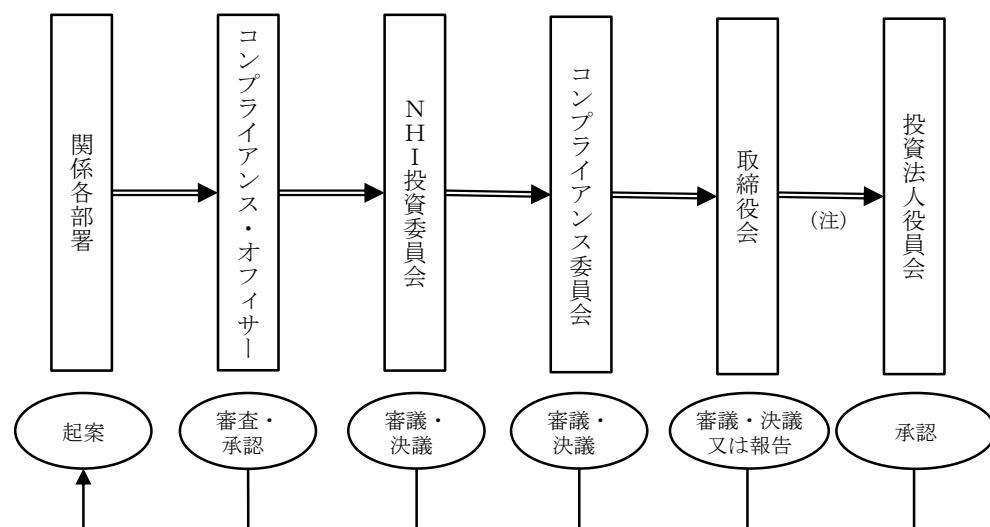 関係各部署
コンプライアンス・オフィサー
ＮＨＩ投資委員会
コンプライアンス委員会
取締役会
（注）
投資法人役員会
起案
審査・
承認
審議・
決議
審議・
決議
審議・決議
又は報告
承認